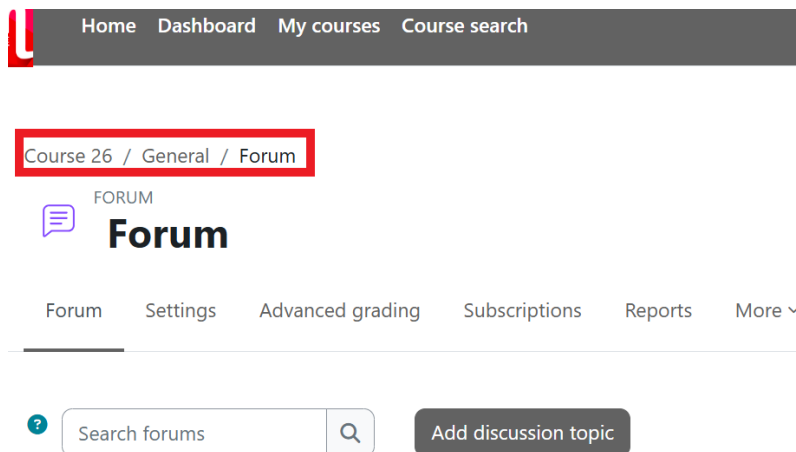 Home Dashboard My courses Course search
Course 26 / General / Forum
FORUM
Forum
Forum Settings Advanced grading Subscriptions Reports More
? Search forums Add discussion topic